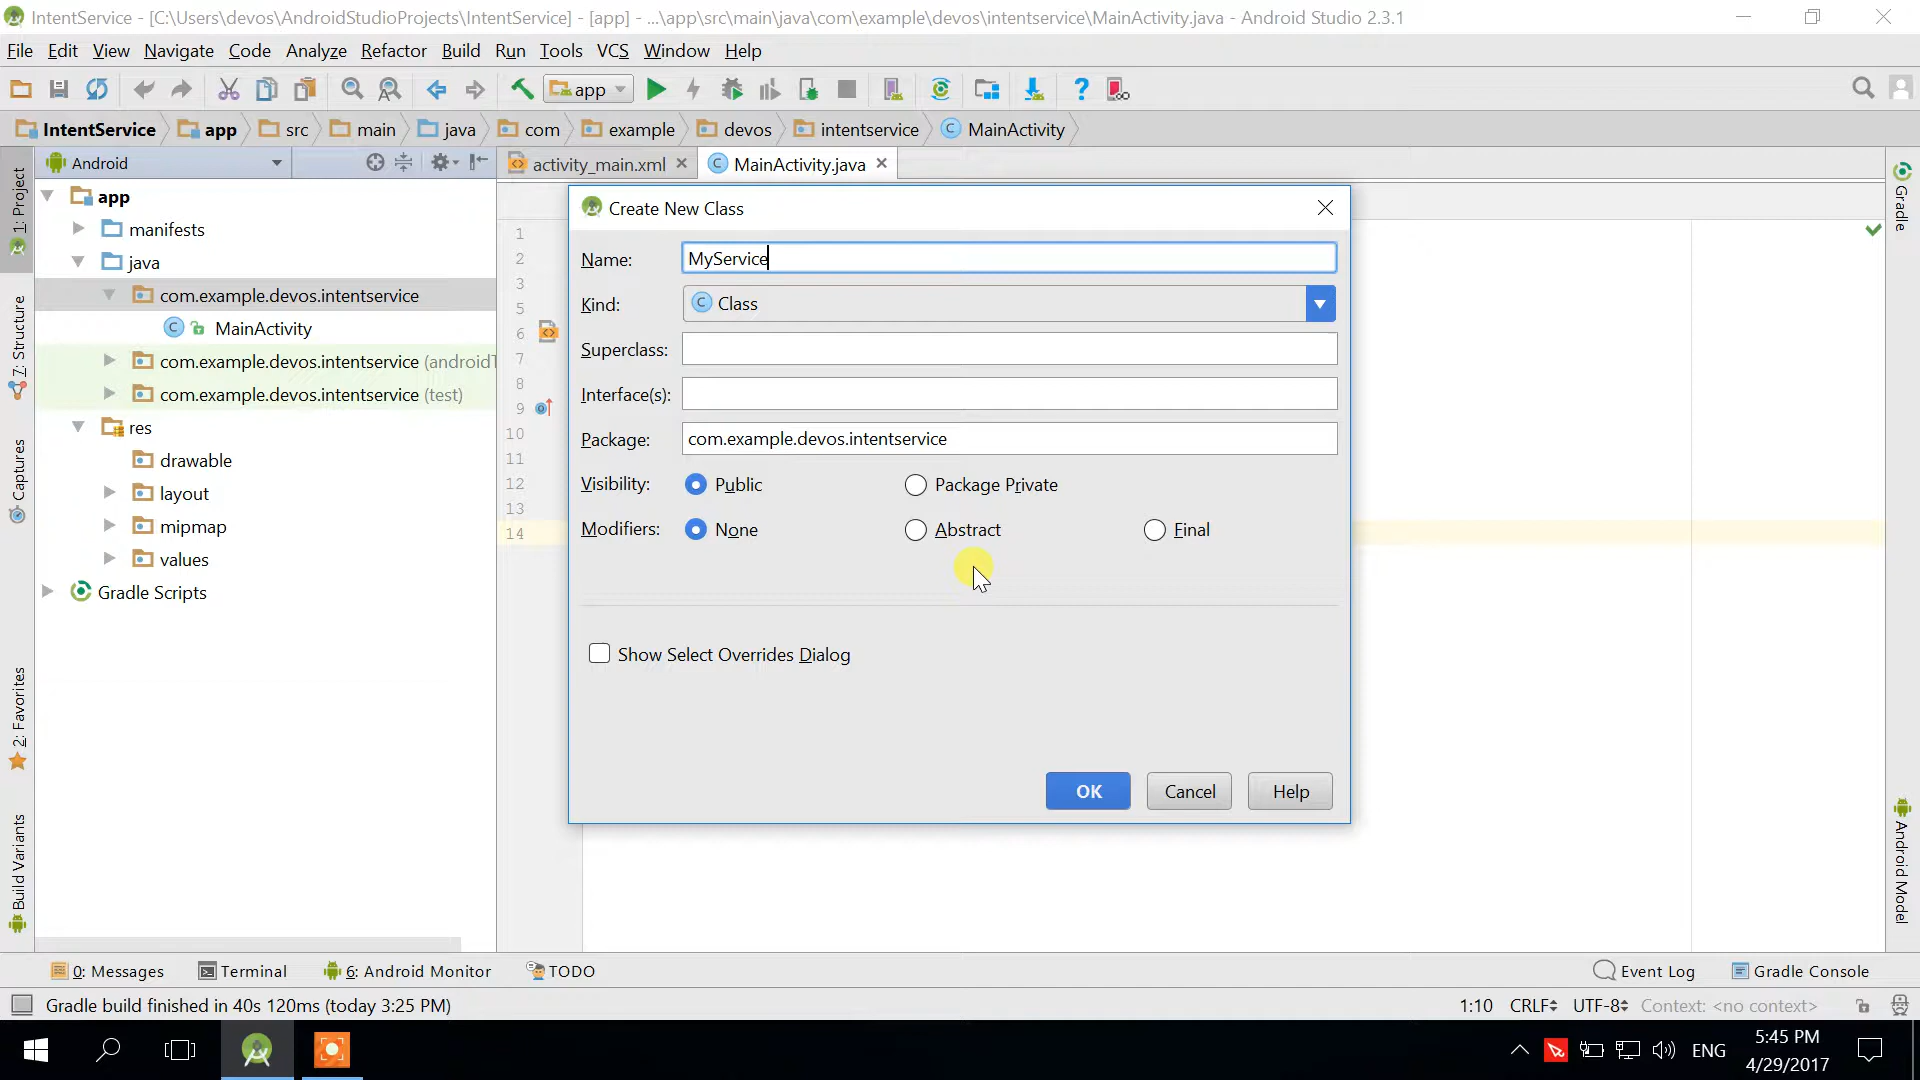 IntentService - [C:\Users\devos\AndroidStudioProjects\IntentService] - [app] - ...\app\src\main\java\com\example\devos\intentservice\MainActivity.java - Android Studio 2.3.1
File Edit View Navigate Code Analyze Refactor Build Run Tools VCS Window Help
app
IntentService app src main java com example devos intentservice MainActivity
Android
activity_main.xml MainActivity.java
1: Project
7: Structure
Captures
2: Favorites
Build Variants
app
manifests
java
com.example.devos.intentservice
MainActivity
com.example.devos.intentservice (androidT
com.example.devos.intentservice (test)
res
drawable
layout
mipmap
values
Gradle Scripts
1
2
3
5
6
7
8
9
10
11
12
13
14
Create New Class
Name: MyService
Kind: Class
Superclass:
Interface(s):
Package: com.example.devos.intentservice
Visibility: Public Package Private
Modifiers: None Abstract Final
Show Select Overrides Dialog
OK Cancel Help
Gradle
Android Model
0: Messages Terminal 6: Android Monitor TODO Event Log Gradle Console
Gradle build finished in 40s 120ms (today 3:25 PM) 1:10 CRLF UTF-8 Context: <no context>
ENG
5:45 PM
4/29/2017